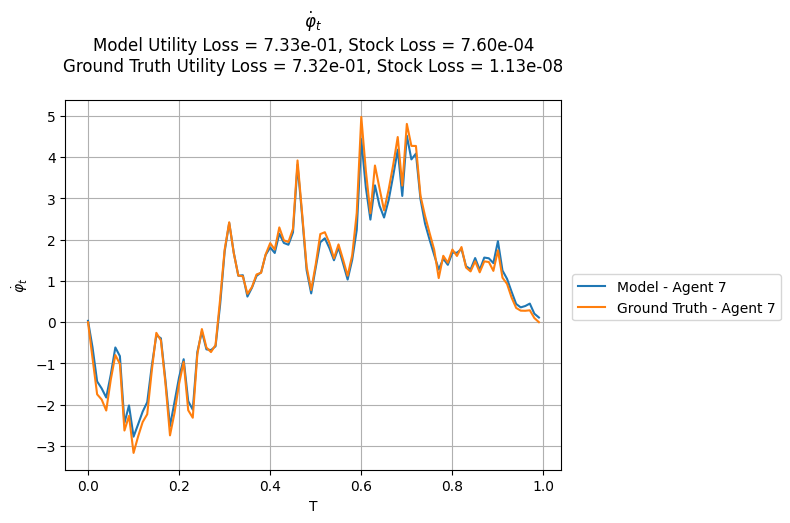 φ̇ₜ
Model Utility Loss = 7.33e-01, Stock Loss = 7.60e-04
Ground Truth Utility Loss = 7.32e-01, Stock Loss = 1.13e-08
5
4
3
2
1
0
−1
−2
−3
φ̇ₜ
0.0 0.2 0.4 0.6 0.8 1.0
T
Model - Agent 7
Ground Truth - Agent 7